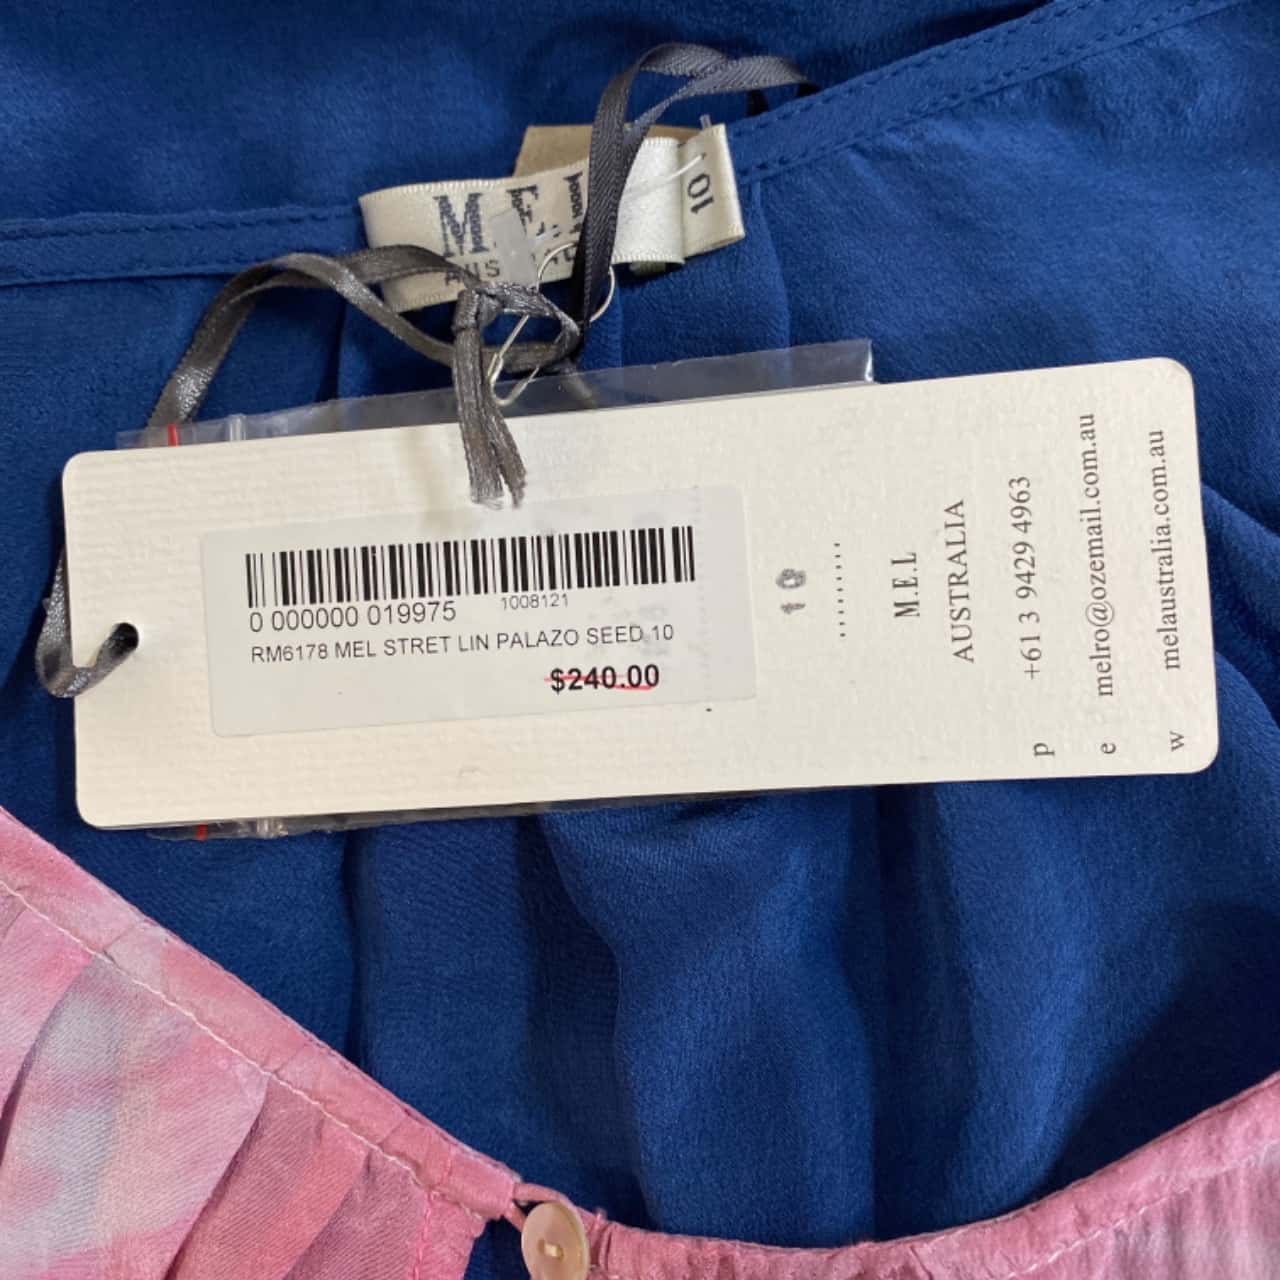 10
0 000000 019975
1008121
RM6178 MEL STRET LIN PALAZO SEED 10
$240.00
10
M.E.L
AUSTRALIA
p +61 3 9429 4963
e melro@ozemail.com.au
w melaustralia.com.au